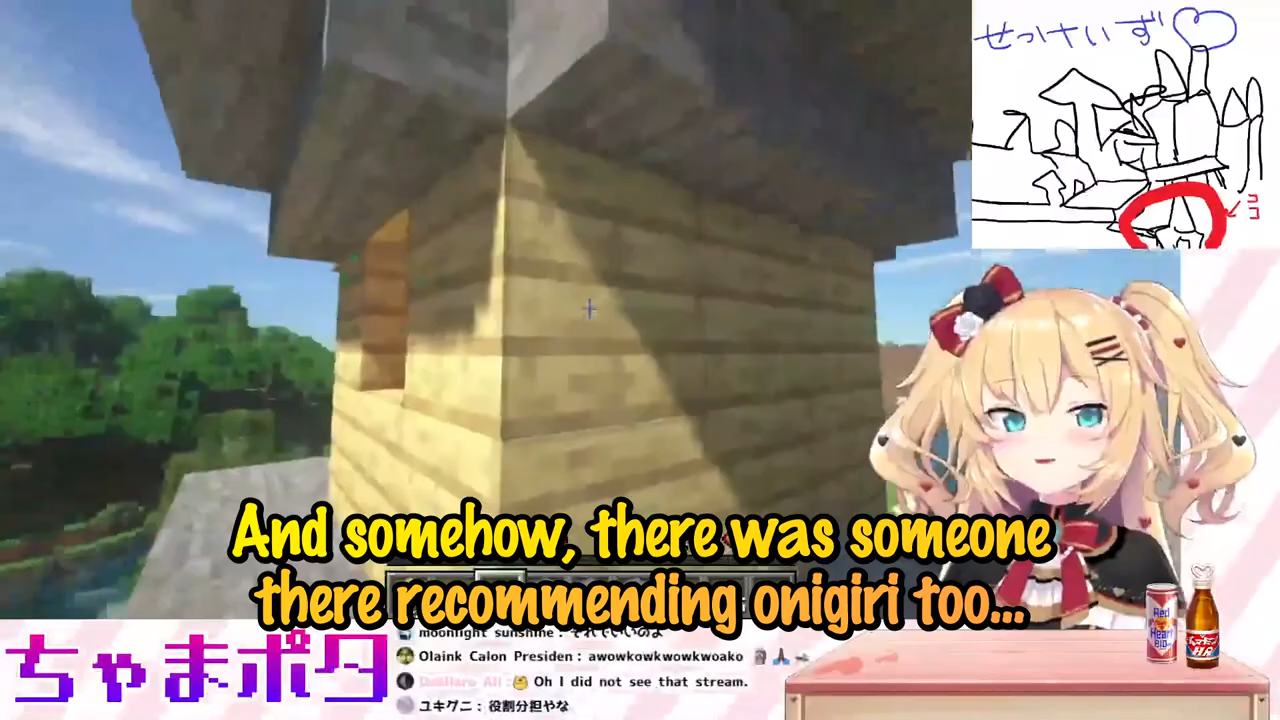 せっけいず
ココ
And somehow, there was someone
there recommending onigiri too...
ちゃまポタ
moonlight sunshine: それでいいのよ
Olaink Calon Presiden: awowkowkwowkwoako
Oh I did not see that stream.
ユキグニ: 役割分担やな
Red
Heart